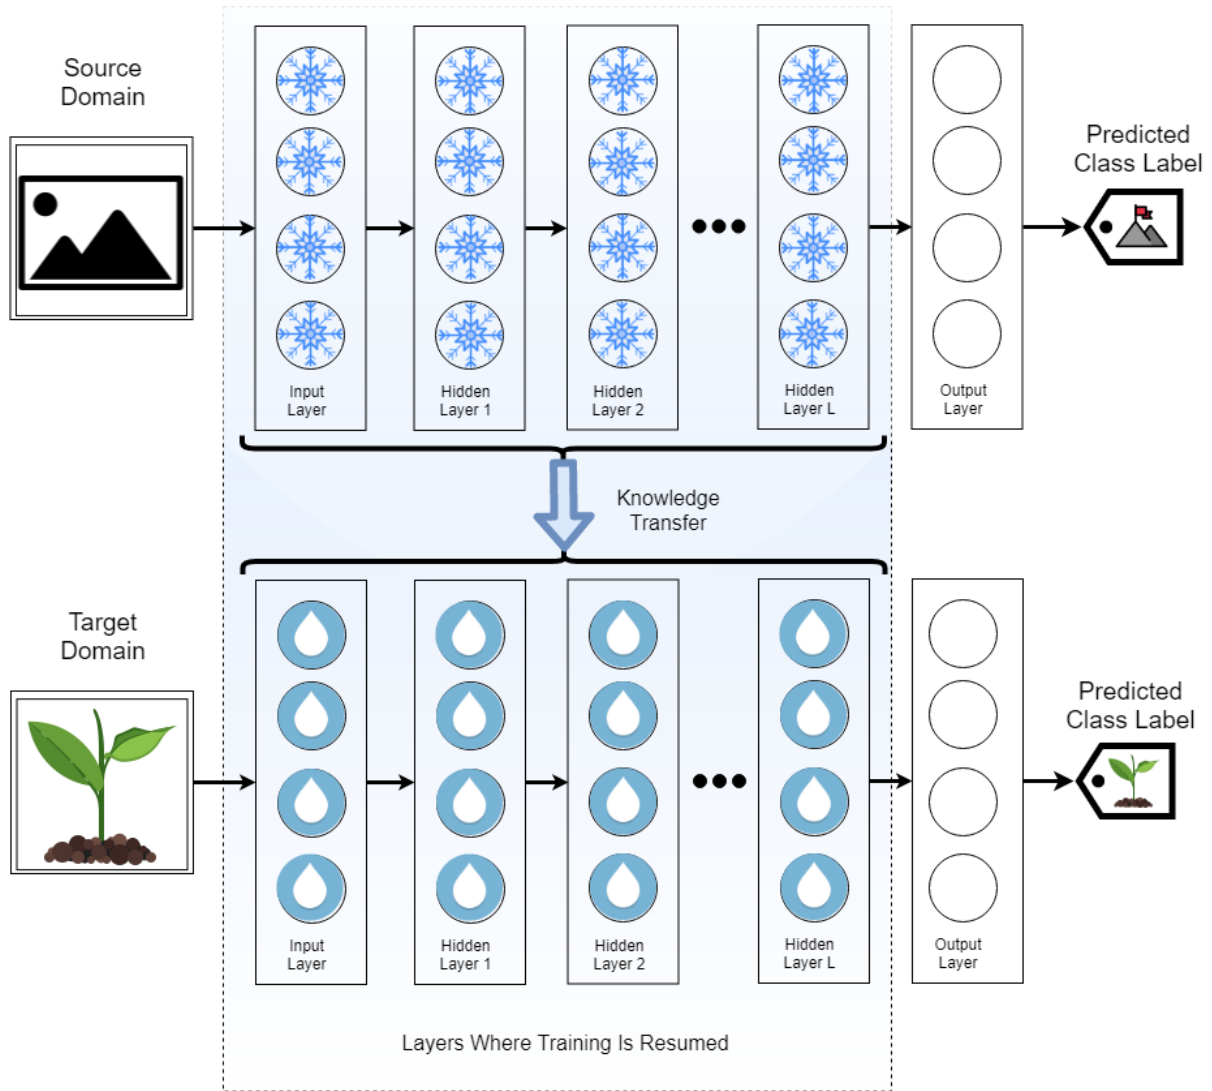 Source
Domain
Predicted
Class Label
Input
Layer
Hidden
Layer 1
Hidden
Layer 2
Hidden
Layer L
Output
Layer
Knowledge
Transfer
Target
Domain
Predicted
Class Label
Input
Layer
Hidden
Layer 1
Hidden
Layer 2
Hidden
Layer L
Output
Layer
Layers Where Training Is Resumed